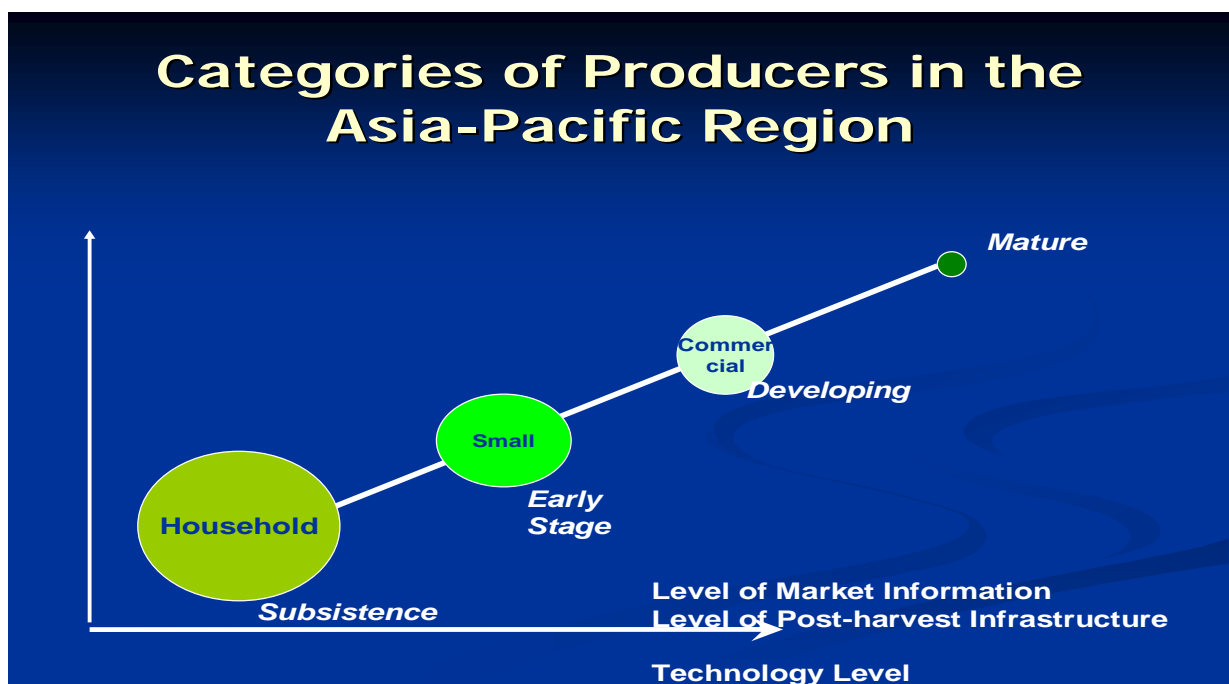 Categories of Producers in the
Asia-Pacific Region
Mature
Commer
cial
Developing
Small
Early
Stage
Household
Subsistence
Level of Market Information
Level of Post-harvest Infrastructure
Technology Level